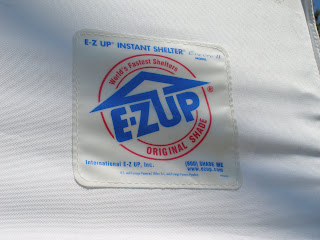 E-Z UP® INSTANT SHELTER®
World's Fastest Shelters
E-Z UP®
ORIGINAL SHADE
International E-Z UP, Inc.
(800) SHADE ME
www.ezup.com